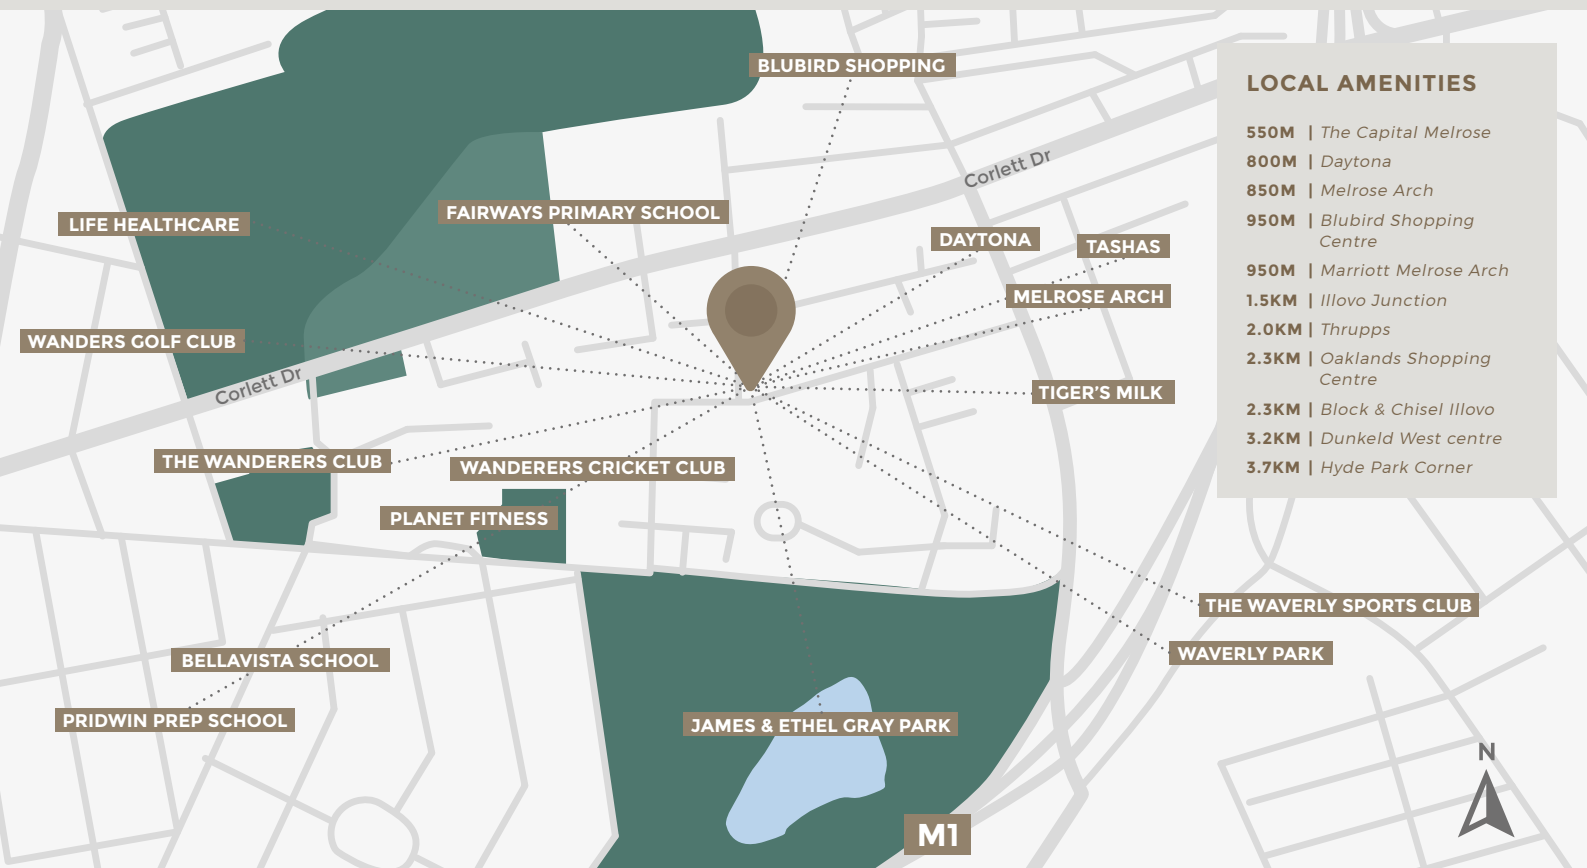 BLUBIRD SHOPPING
LOCAL AMENITIES
550M | The Capital Melrose
800M | Daytona
850M | Melrose Arch
950M | Blubird Shopping
Centre
950M | Marriott Melrose Arch
1.5KM | Illovo Junction
2.0KM | Thrupps
2.3KM | Oaklands Shopping
Centre
2.3KM | Block & Chisel Illovo
3.2KM | Dunkeld West centre
3.7KM | Hyde Park Corner
Corlett Dr
FAIRWAYS PRIMARY SCHOOL
LIFE HEALTHCARE
DAYTONA
TASHAS
MELROSE ARCH
WANDERS GOLF CLUB
Corlett Dr
TIGER'S MILK
THE WANDERERS CLUB
WANDERERS CRICKET CLUB
PLANET FITNESS
THE WAVERLY SPORTS CLUB
WAVERLY PARK
BELLAVISTA SCHOOL
PRIDWIN PREP SCHOOL
JAMES & ETHEL GRAY PARK
N
M1